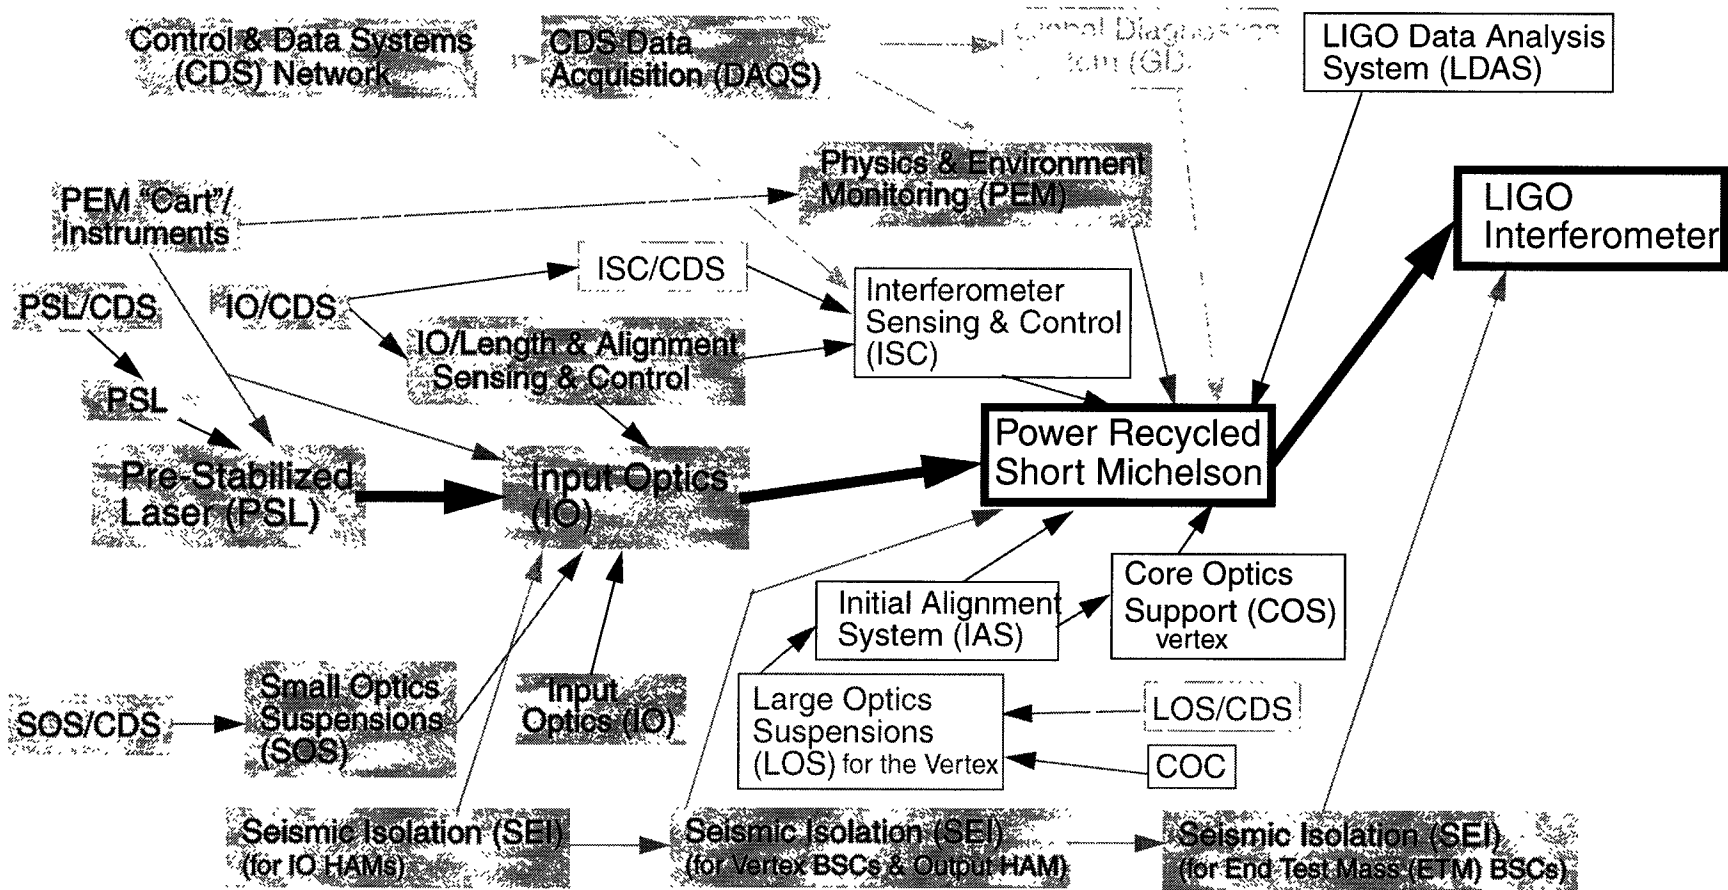 Control & Data Systems
(CDS) Network
CDS Data
Acquisition (DAQS)
Global Diagnostics
(GD
LIGO Data Analysis
System (LDAS)
Physics & Environment
Monitoring (PEM)
PEM "Cart"/
Instruments
LIGO
Interferometer
ISC/CDS
Interferometer
Sensing & Control
(ISC)
PSL/CDS
IO/CDS
IO/Length & Alignment
Sensing & Control
PSL
Power Recycled
Short Michelson
Pre-Stabilized
Laser (PSL)
Input Optics
(IO)
Core Optics
Support (COS)
vertex
Initial Alignment
System (IAS)
SOS/CDS
Small Optics
Suspensions
(SOS)
Input
Optics (IO)
Large Optics
Suspensions
(LOS) for the Vertex
LOS/CDS
COC
Seismic Isolation (SEI)
(for IO HAMs)
Seismic Isolation (SEI)
(for Vertex BSCs & Output HAM)
Seismic Isolation (SEI)
(for End Test Mass (ETM) BSCs)